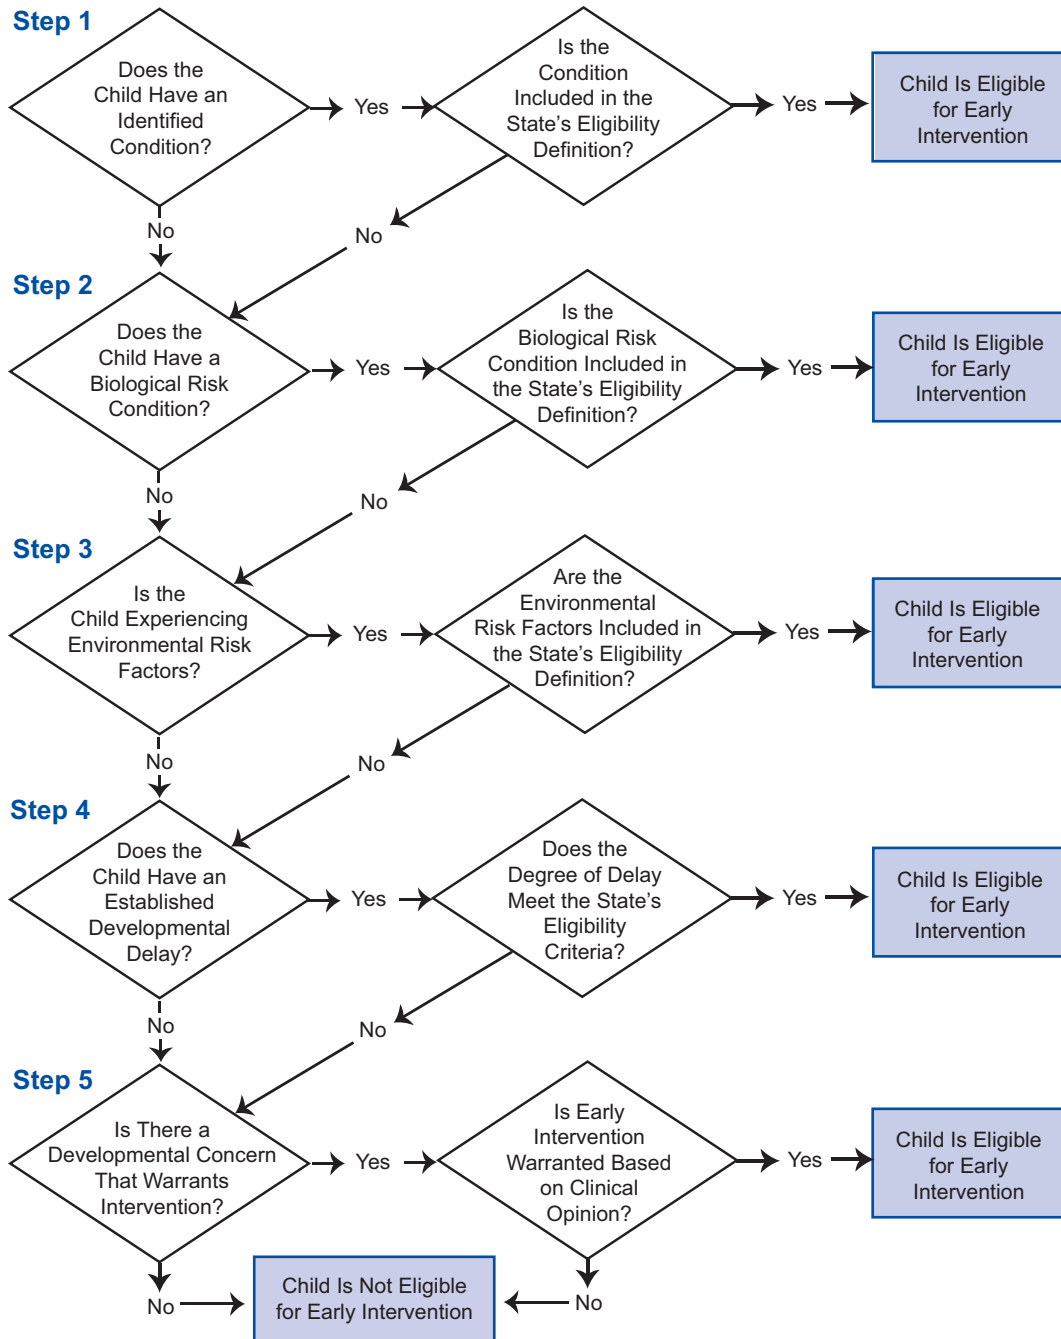 Step 1
Does the
Child Have an
Identified
Condition?
Yes
Is the
Condition
Included in the
State's Eligibility
Definition?
Yes
Child Is Eligible
for Early
Intervention
No
No
Step 2
Does the
Child Have a
Biological Risk
Condition?
Yes
Is the
Biological Risk
Condition Included in
the State's Eligibility
Definition?
Yes
Child Is Eligible
for Early
Intervention
No
No
Step 3
Is the
Child Experiencing
Environmental Risk
Factors?
Yes
Are the
Environmental
Risk Factors Included in
the State's Eligibility
Definition?
Yes
Child Is Eligible
for Early
Intervention
No
No
Step 4
Does the
Child Have an
Established
Developmental
Delay?
Yes
Does the
Degree of Delay
Meet the State's
Eligibility
Criteria?
Yes
Child Is Eligible
for Early
Intervention
No
No
Step 5
Is There a
Developmental Concern
That Warrants
Intervention?
Yes
Is Early
Intervention
Warranted Based
on Clinical
Opinion?
Yes
Child Is Eligible
for Early
Intervention
No
Child Is Not Eligible
for Early Intervention
No